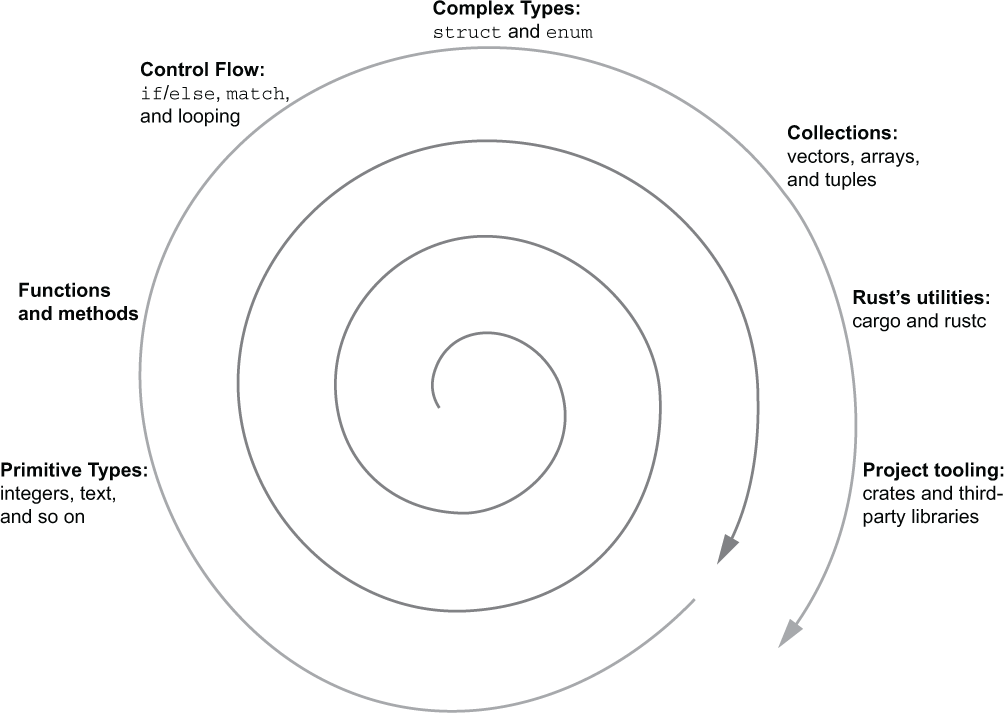 Complex Types:
struct and enum
Control Flow:
if/else, match,
and looping
Collections:
vectors, arrays,
and tuples
Functions
and methods
Rust’s utilities:
cargo and rustc
Primitive Types:
integers, text,
and so on
Project tooling:
crates and third-
party libraries